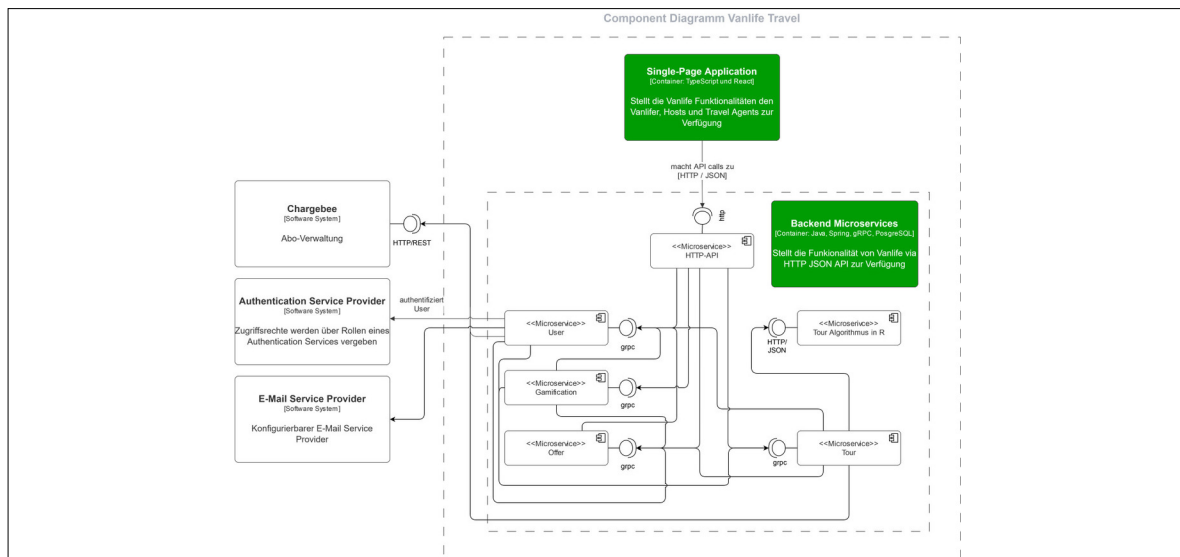 Component Diagramm Vanlife Travel
Single-Page Application
[Container: TypeScript und React]
Stellt die Vanlife Funktionalitäten den
Vanlifer, Hosts und Travel Agents zur
Verfügung
macht API calls zu
[HTTP / JSON]
http
Backend Microservices
[Container: Java, Spring, gRPC, PosgreSQL]
Stellt die Funkionalität von Vanlife via
HTTP JSON API zur Verfügung
<<Microservice>>
HTTP-API
Chargebee
[Software System]
Abo-Verwaltung
HTTP/REST
Authentication Service Provider
[Software System]
Zugriffsrechte werden über Rollen eines
Authentication Services vergeben
authentifiziert
User
E-Mail Service Provider
[Software System]
Konfigurierbarer E-Mail Service
Provider
<<Microservice>>
User
grpc
<<Microserivce>>
Tour Algorithmus in R
HTTP/
JSON
<<Microservice>>
Gamification
grpc
<<Microservice>>
Offer
grpc
<<Microservice>>
Tour
grpc